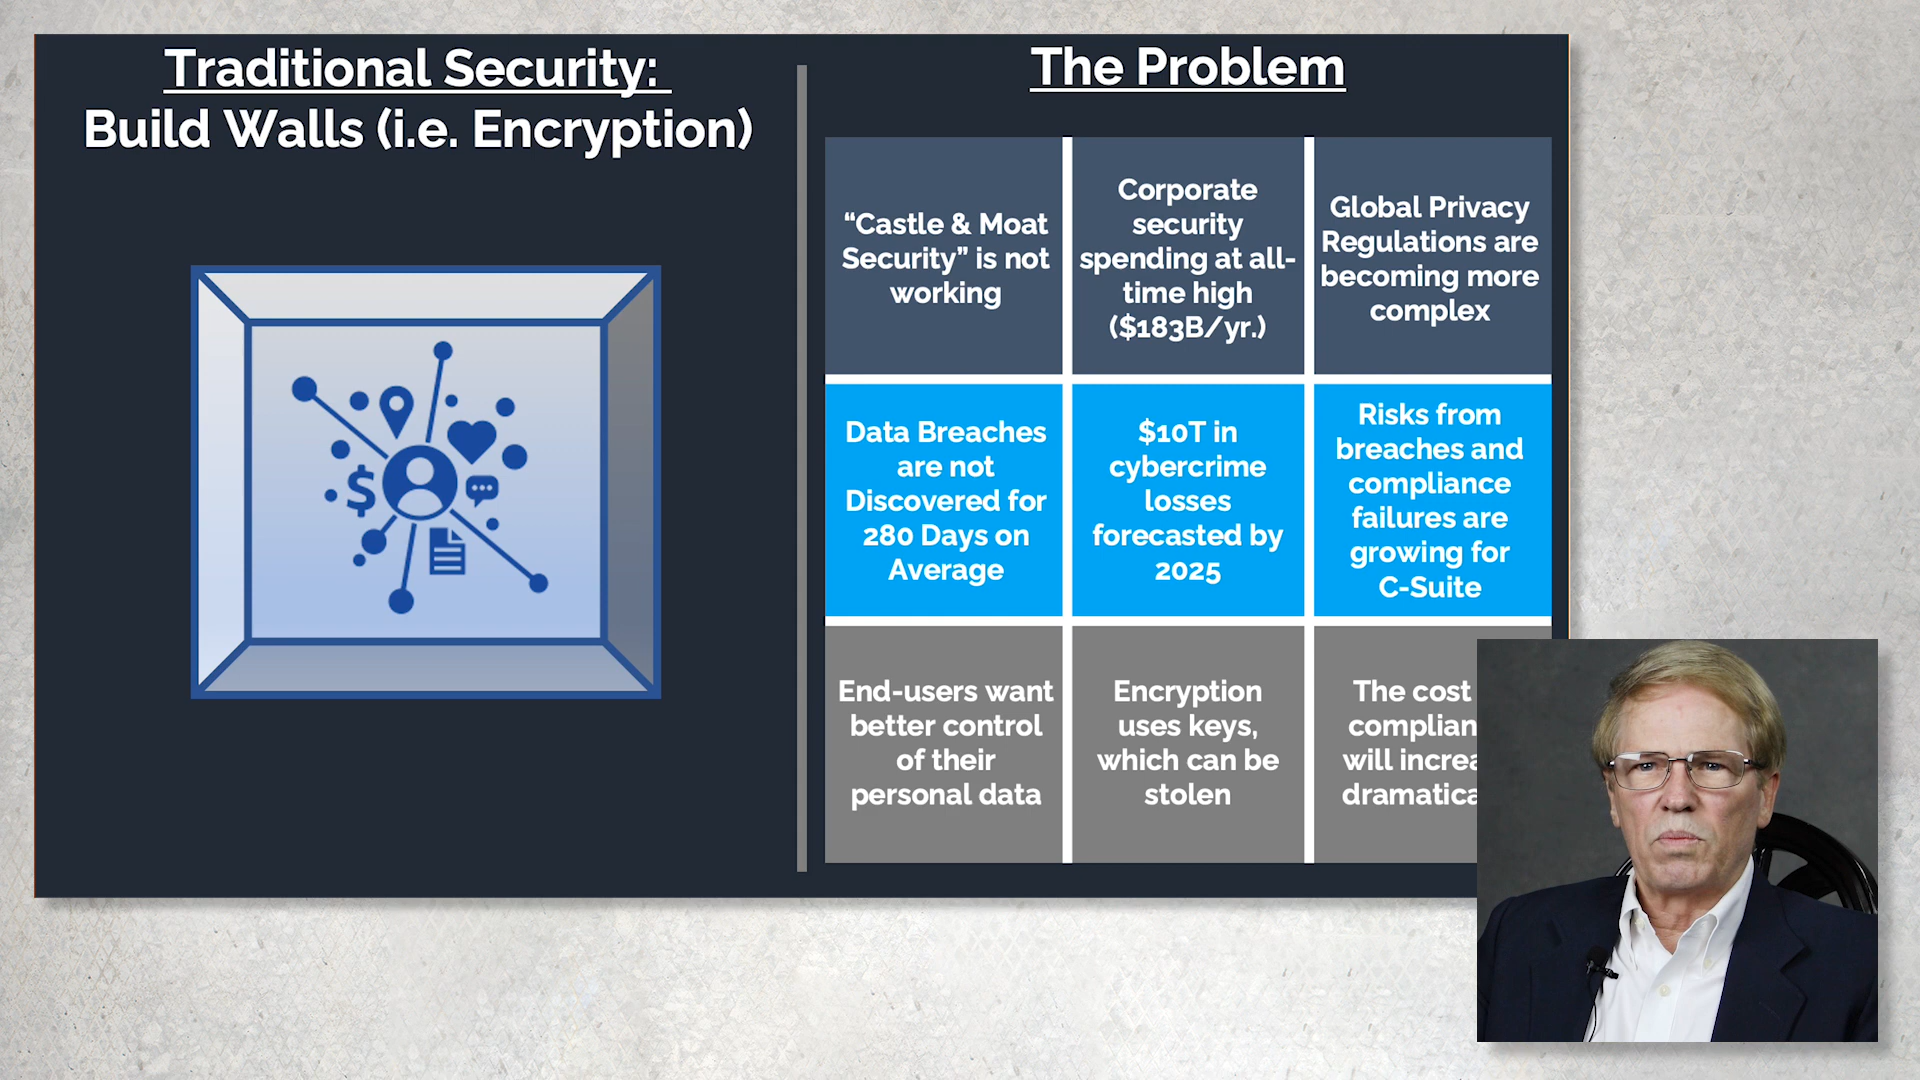 Traditional Security:
Build Walls (i.e. Encryption)
$
The Problem
“Castle & Moat
Security” is not
working
Corporate
security
spending at all-
time high
($183B/yr.)
Global Privacy
Regulations are
becoming more
complex
Data Breaches
are not
Discovered for
280 Days on
Average
$10T in
cybercrime
losses
forecasted by
2025
Risks from
breaches and
compliance
failures are
growing for
C-Suite
End-users want
better control
of their
personal data
Encryption
uses keys,
which can be
stolen
The cost
will